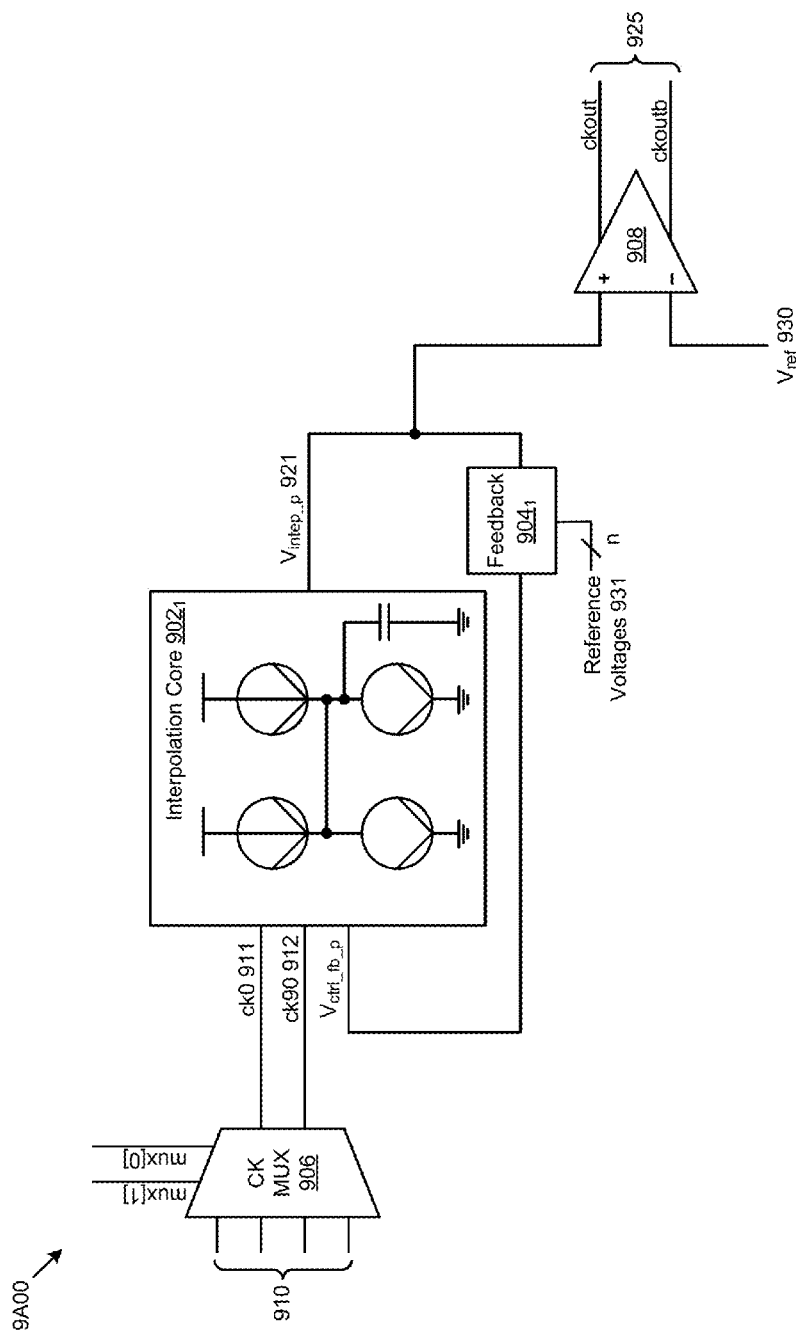 9A00
mux[1]
mux[0]
910
CK
MUX
906
ck0 911
ck90 912
Vctrl_fb_p
Interpolation Core 902₁
Vintep_p 921
Feedback
904₁
n
Reference
Voltages 931
Vref 930
+
−
908
ckout
ckoutb
925